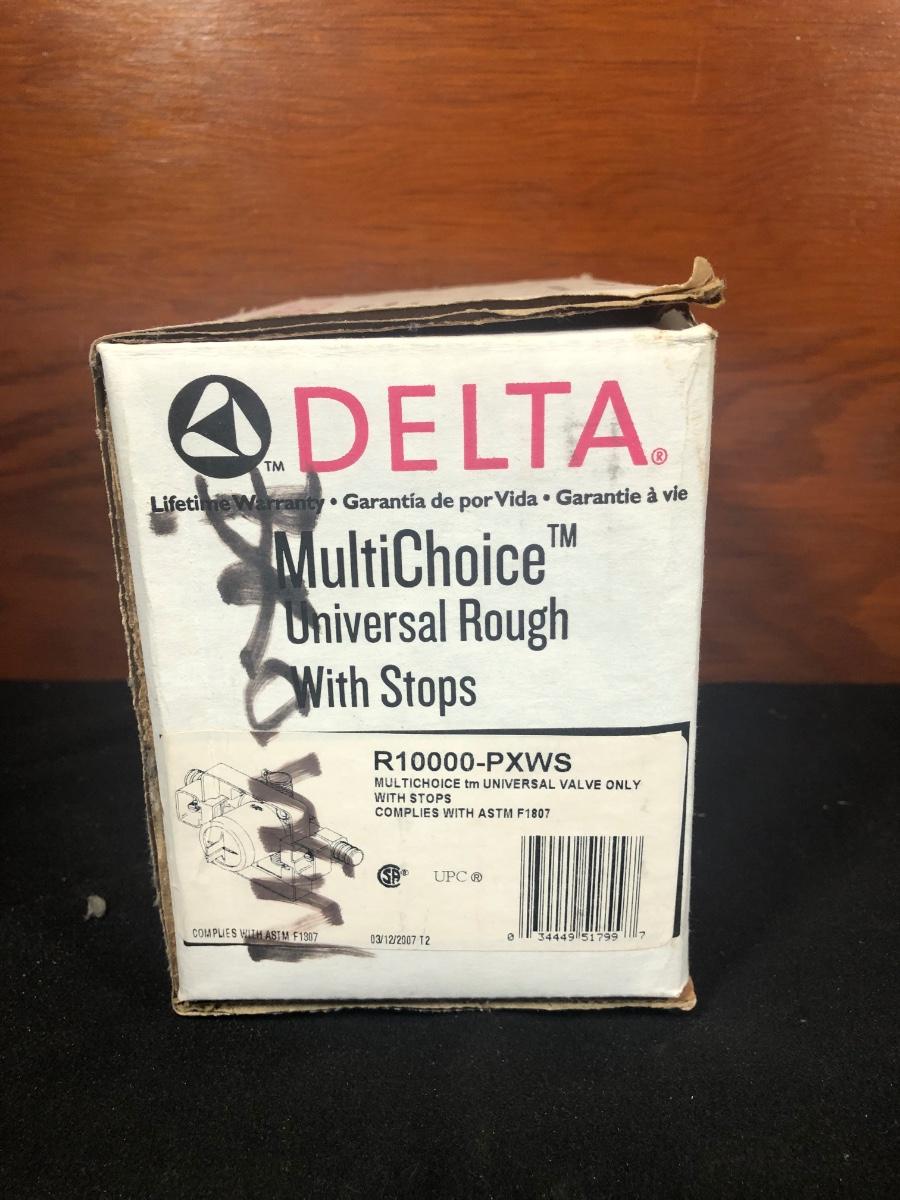 ™ DELTA®
Lifetime Warranty • Garantía de por Vida • Garantie à vie
MultiChoice™
Universal Rough
With Stops
R10000-PXWS
MULTICHOICE tm UNIVERSAL VALVE ONLY
WITH STOPS
COMPLIES WITH ASTM F1807
CSA® UPC®
COMPLIES WITH ASTM F1807 03/12/2007 T2 0 34449 51799 7